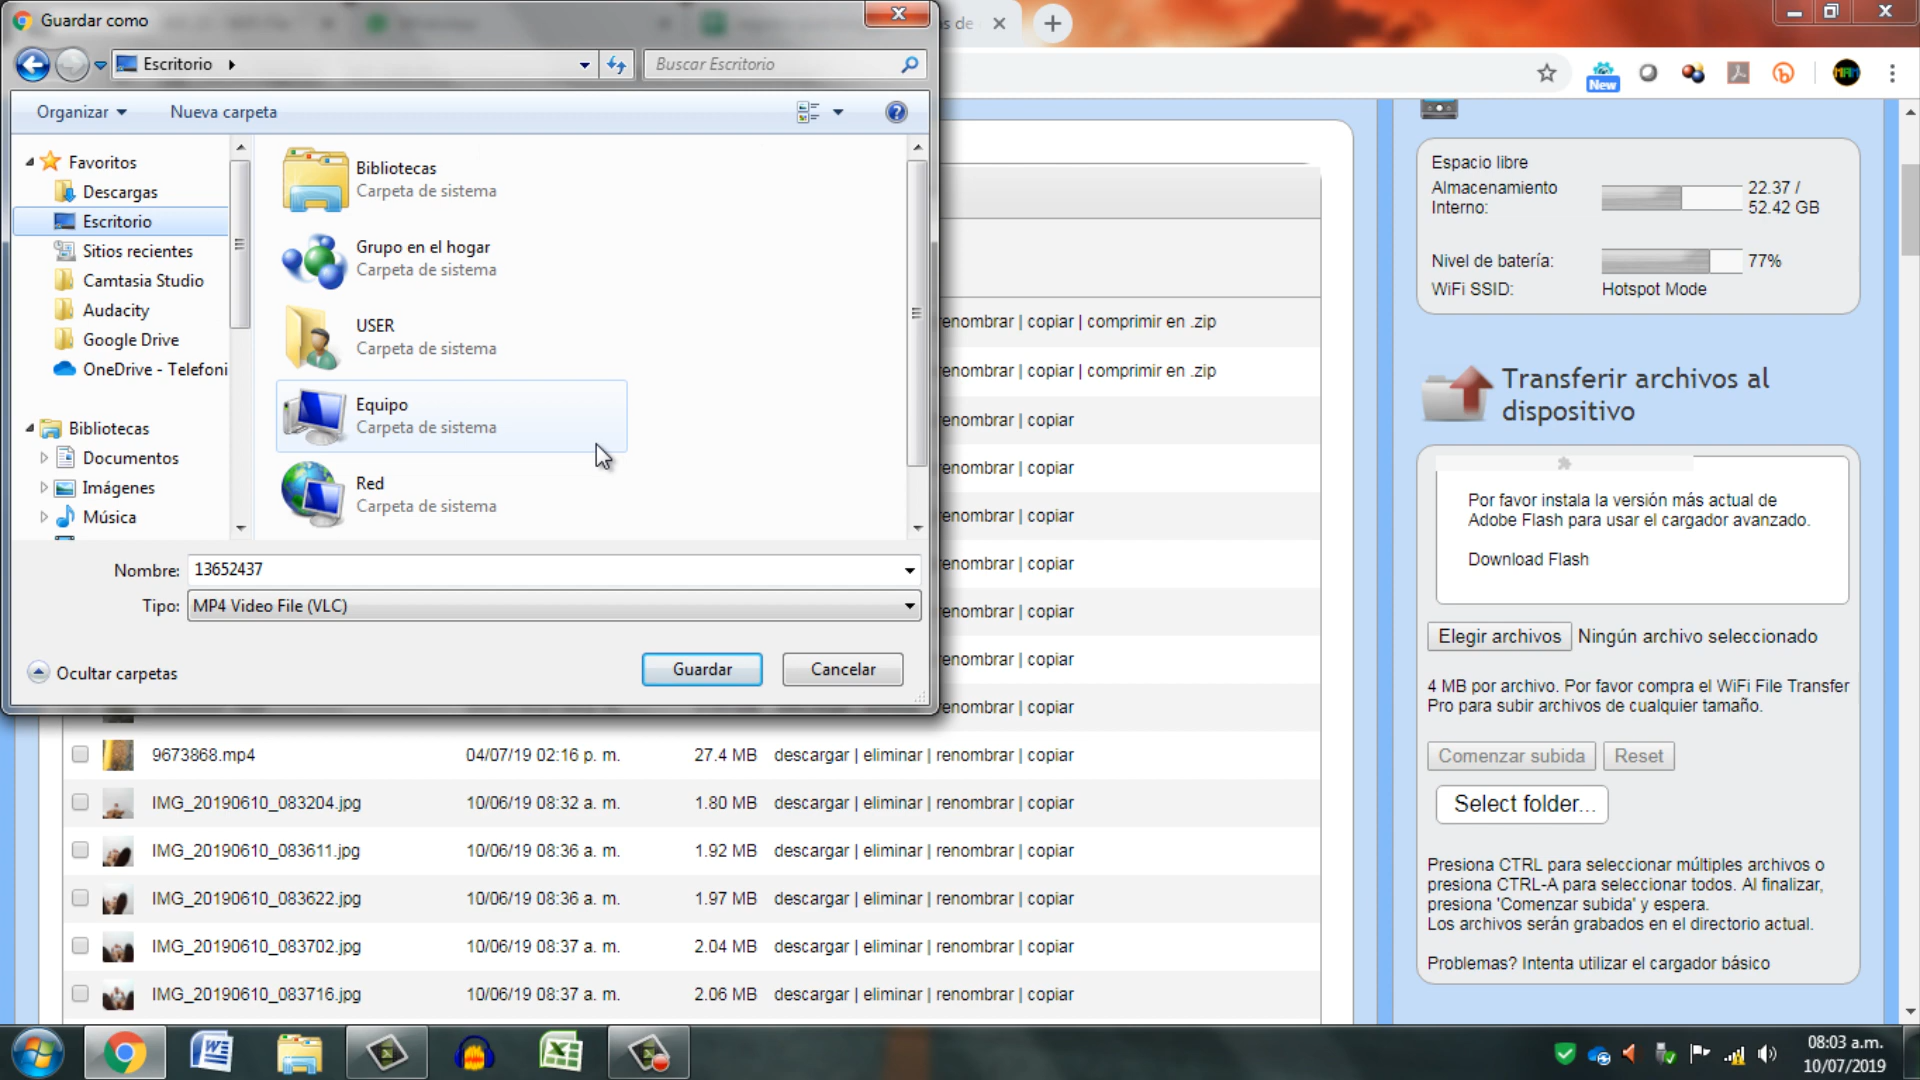 Guardar como
s de
Escritorio
Buscar Escritorio
New
MAM
Organizar
Nueva carpeta
Favoritos
Descargas
Escritorio
Sitios recientes
Camtasia Studio
Audacity
Google Drive
OneDrive - Telefoni
Bibliotecas
Documentos
Imágenes
Música
Bibliotecas
Carpeta de sistema
Grupo en el hogar
Carpeta de sistema
USER
Carpeta de sistema
Equipo
Carpeta de sistema
Red
Carpeta de sistema
Nombre: 13652437
Tipo: MP4 Video File (VLC)
Ocultar carpetas
Guardar
Cancelar
enombrar | copiar | comprimir en .zip
enombrar | copiar | comprimir en .zip
enombrar | copiar
enombrar | copiar
enombrar | copiar
enombrar | copiar
enombrar | copiar
enombrar | copiar
enombrar | copiar
9673868.mp4 04/07/19 02:16 p. m. 27.4 MB descargar | eliminar | renombrar | copiar
IMG_20190610_083204.jpg 10/06/19 08:32 a. m. 1.80 MB descargar | eliminar | renombrar | copiar
IMG_20190610_083611.jpg 10/06/19 08:36 a. m. 1.92 MB descargar | eliminar | renombrar | copiar
IMG_20190610_083622.jpg 10/06/19 08:36 a. m. 1.97 MB descargar | eliminar | renombrar | copiar
IMG_20190610_083702.jpg 10/06/19 08:37 a. m. 2.04 MB descargar | eliminar | renombrar | copiar
IMG_20190610_083716.jpg 10/06/19 08:37 a. m. 2.06 MB descargar | eliminar | renombrar | copiar
Espacio libre
Almacenamiento
Interno:
22.37 /
52.42 GB
Nivel de batería: 77%
WiFi SSID: Hotspot Mode
Transferir archivos al
dispositivo
Por favor instala la versión más actual de
Adobe Flash para usar el cargador avanzado.
Download Flash
Elegir archivos Ningún archivo seleccionado
4 MB por archivo. Por favor compra el WiFi File Transfer
Pro para subir archivos de cualquier tamaño.
Comenzar subida Reset
Select folder...
Presiona CTRL para seleccionar múltiples archivos o
presiona CTRL-A para seleccionar todos. Al finalizar,
presiona 'Comenzar subida' y espera.
Los archivos serán grabados en el directorio actual.
Problemas? Intenta utilizar el cargador básico
08:03 a.m.
10/07/2019